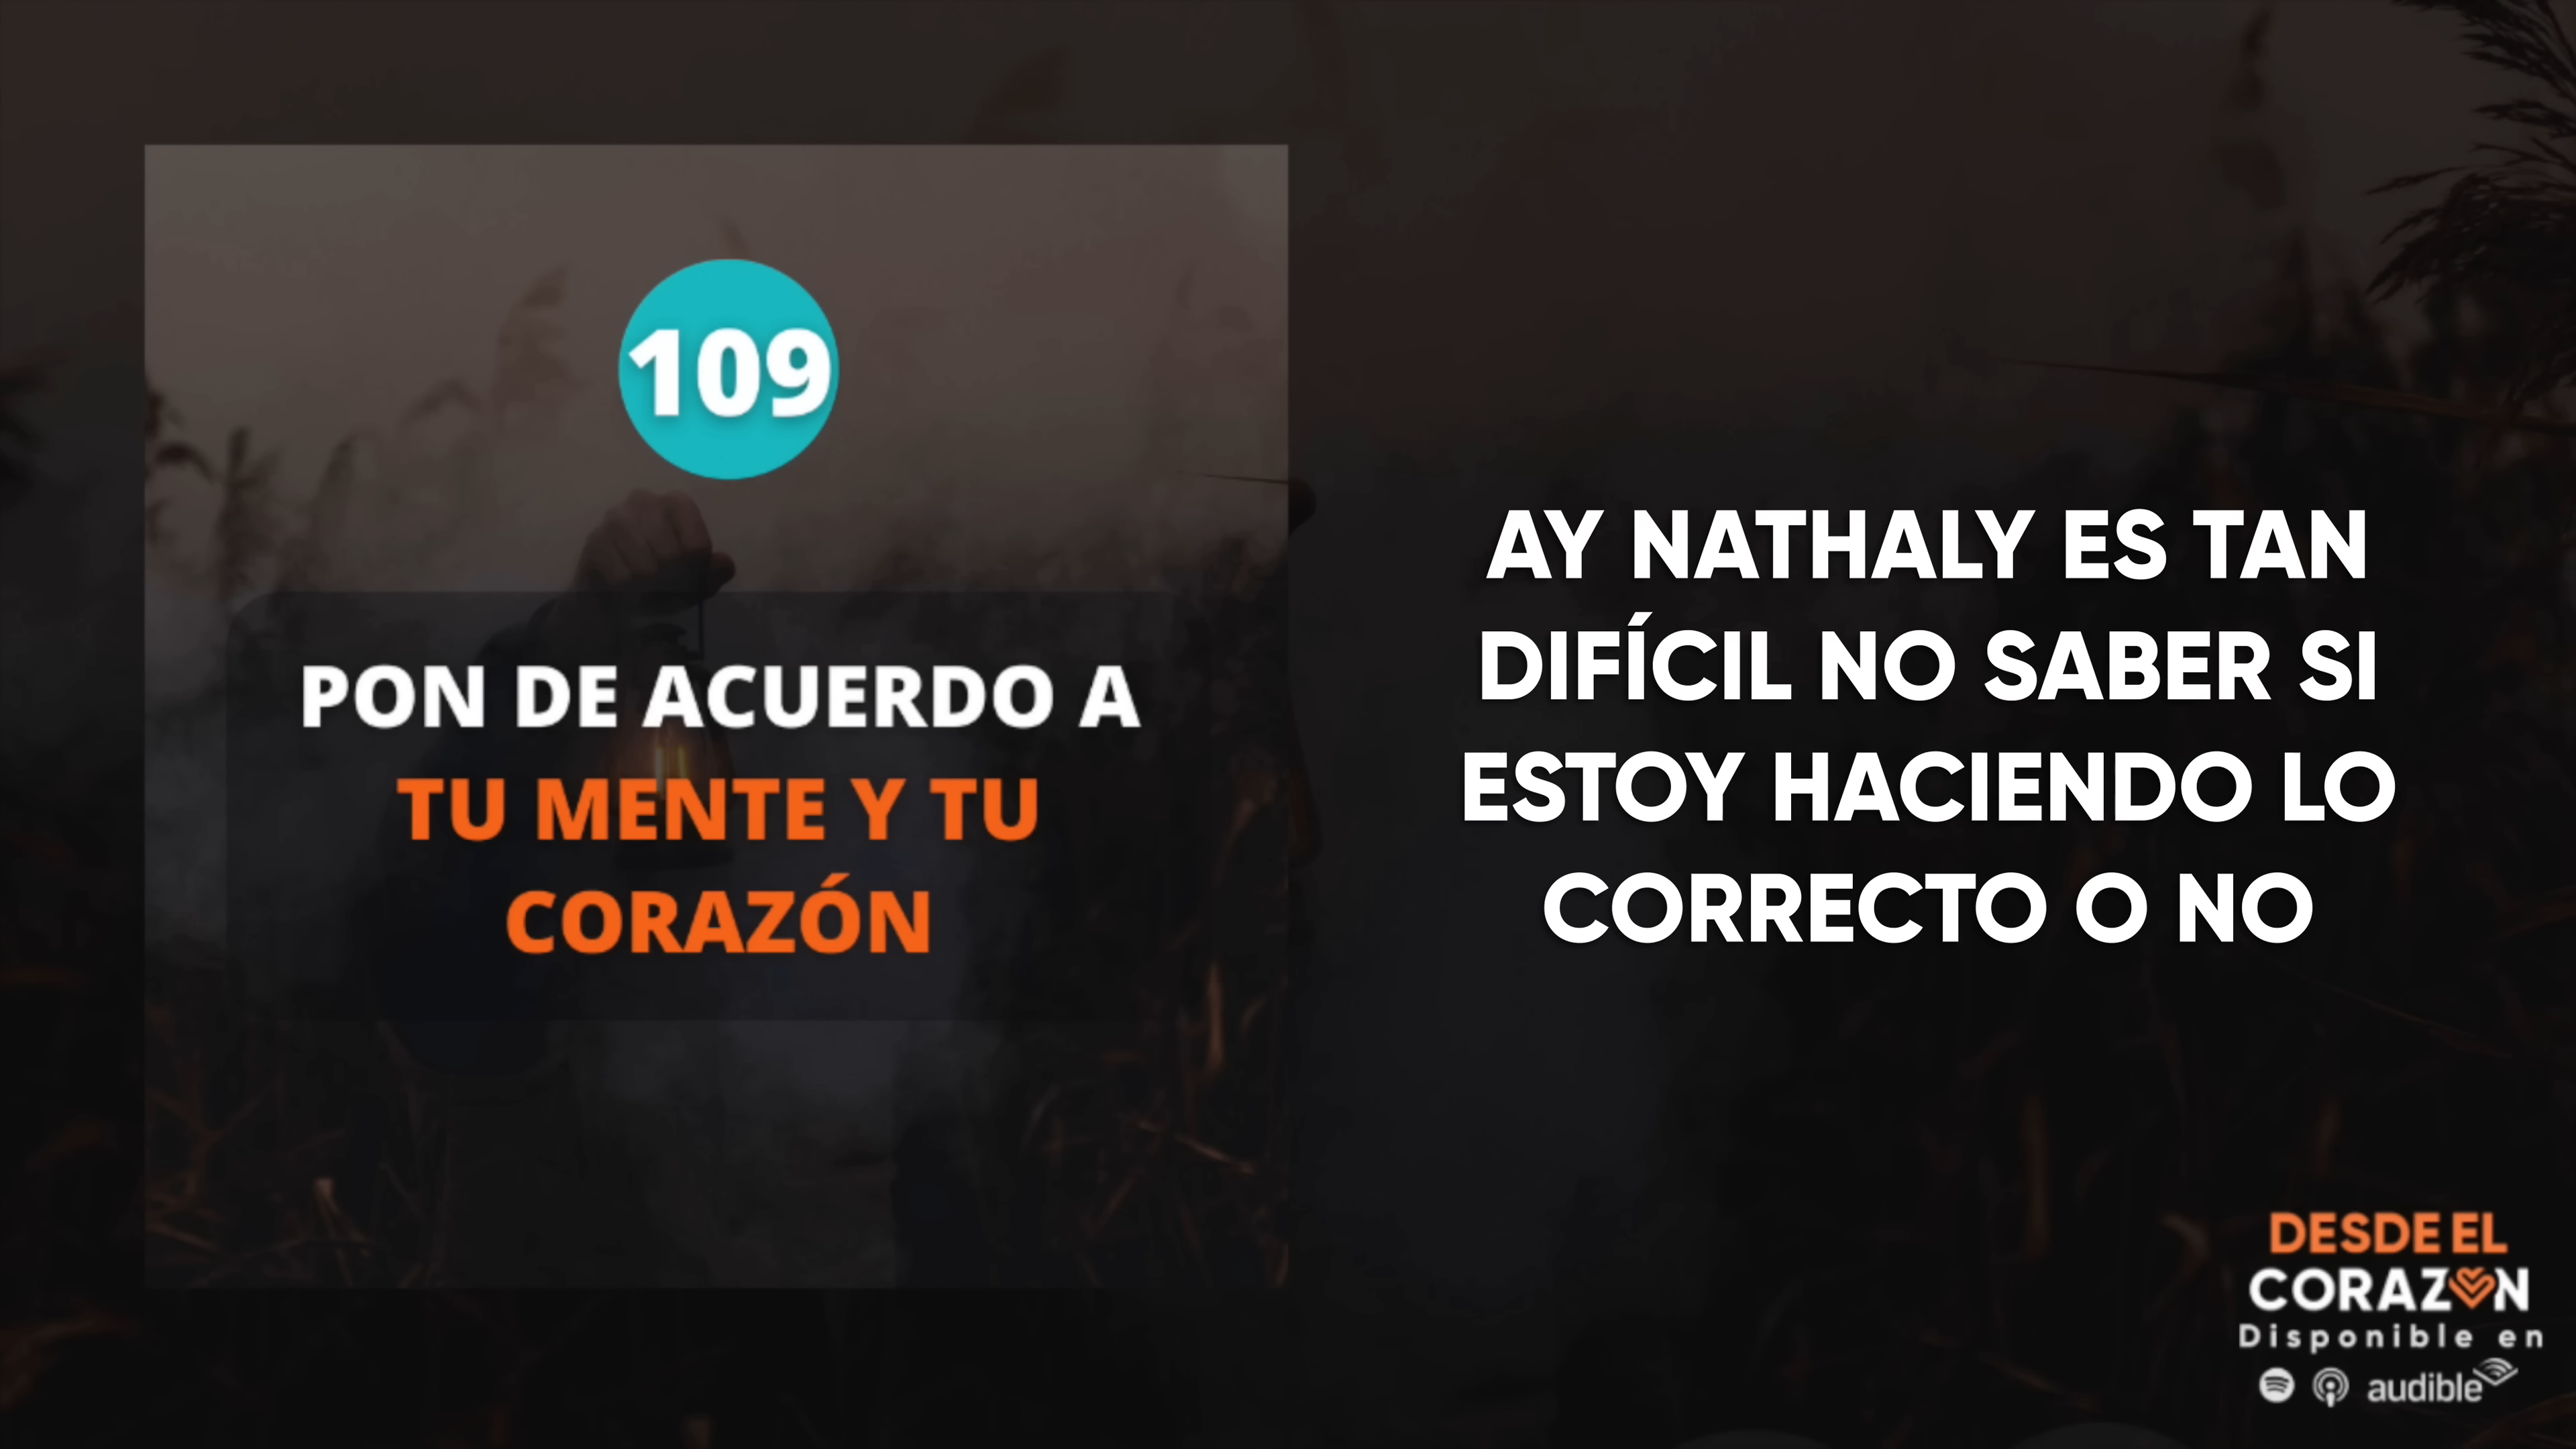 109
PON DE ACUERDO A
TU MENTE Y TU
CORAZÓN
AY NATHALY ES TAN
DIFÍCIL NO SABER SI
ESTOY HACIENDO LO
CORRECTO O NO
DESDE EL
CORAZÓN
Disponible en
audible